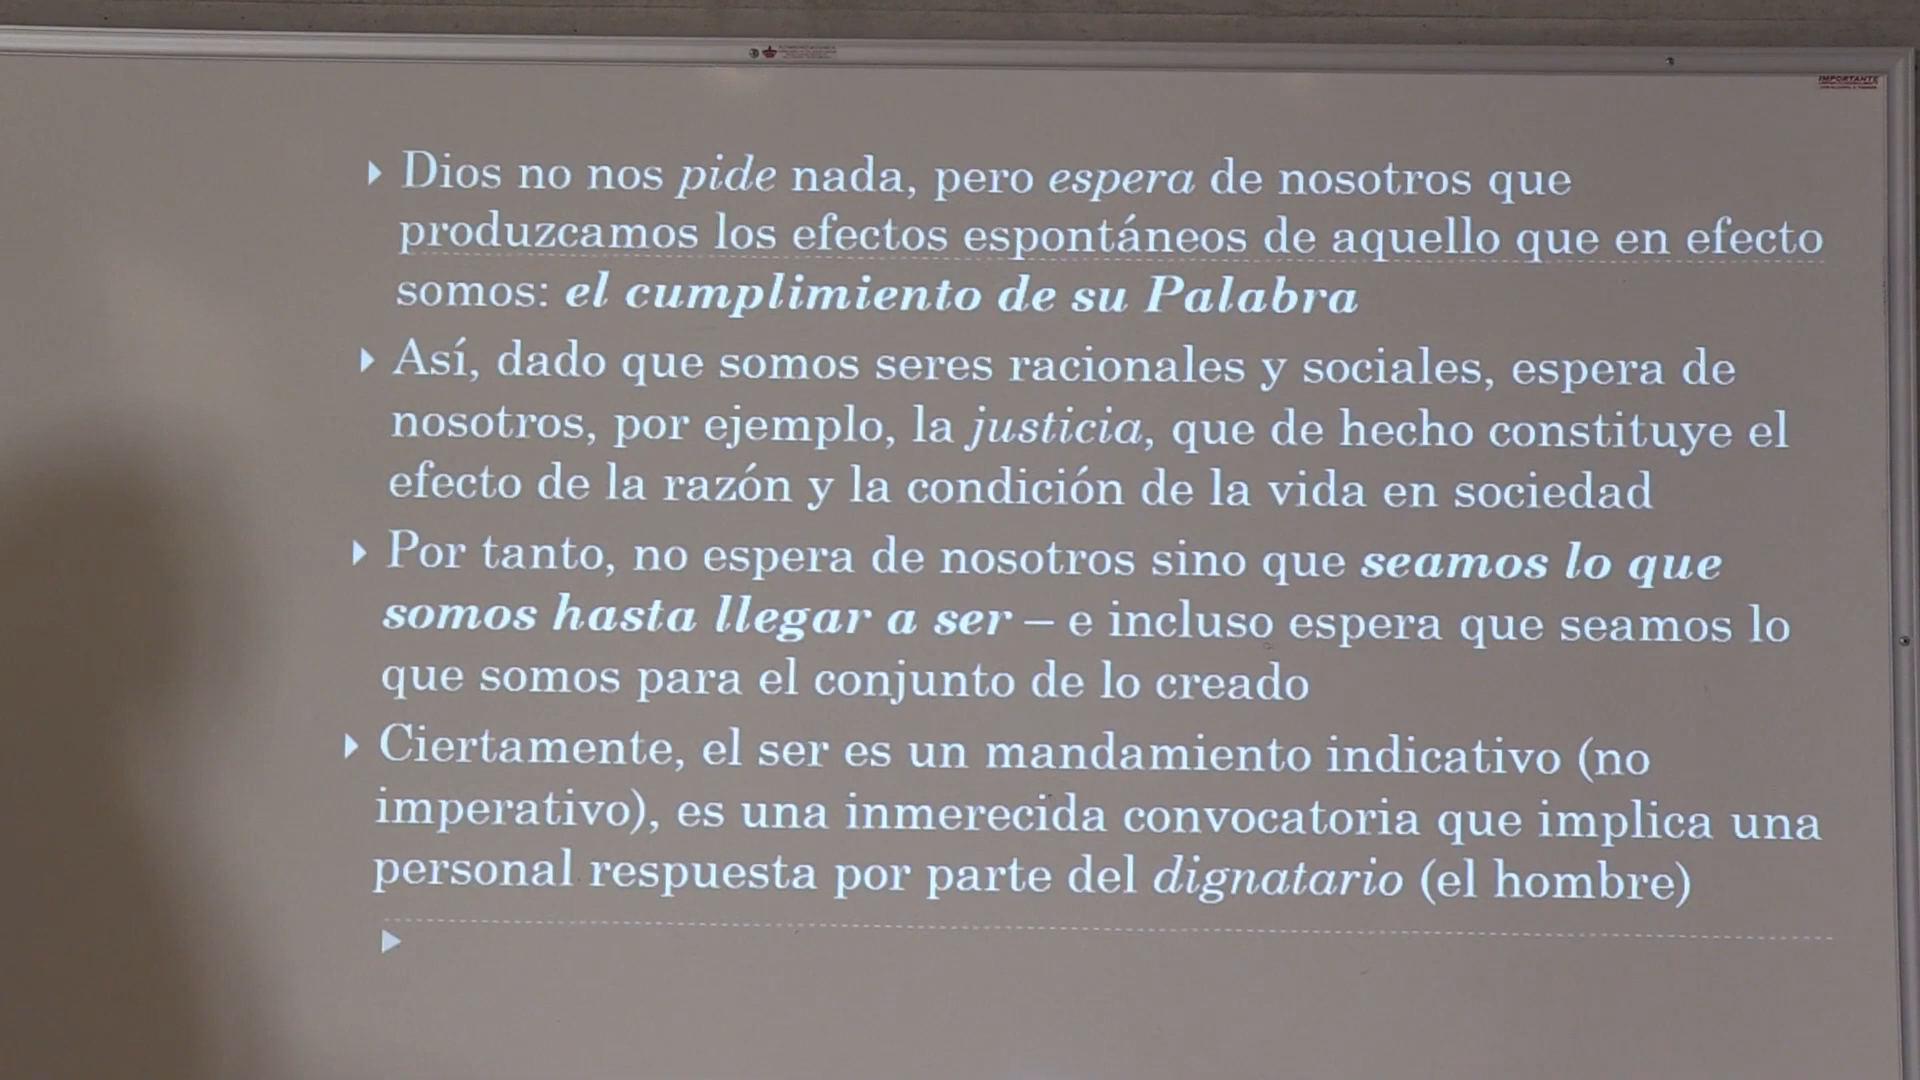 IMPORTANTE
Dios no nos pide nada, pero espera de nosotros que
produzcamos los efectos espontáneos de aquello que en efecto
somos: el cumplimiento de su Palabra
Así, dado que somos seres racionales y sociales, espera de
nosotros, por ejemplo, la justicia, que de hecho constituye el
efecto de la razón y la condición de la vida en sociedad
Por tanto, no espera de nosotros sino que seamos lo que
somos hasta llegar a ser – e incluso espera que seamos lo
que somos para el conjunto de lo creado
Ciertamente, el ser es un mandamiento indicativo (no
imperativo), es una inmerecida convocatoria que implica una
personal respuesta por parte del dignatario (el hombre)